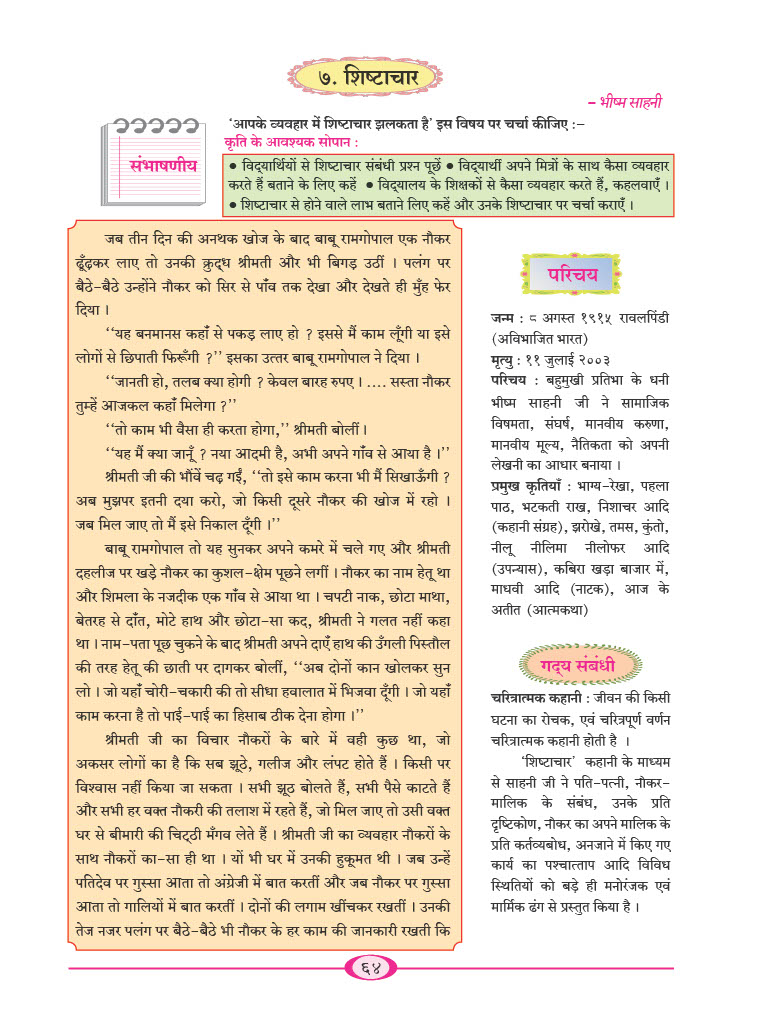 ७. शिष्टाचार
– भीष्म साहनी
संभाषणीय
'आपके व्यवहार में शिष्टाचार झलकता है' इस विषय पर चर्चा कीजिए :–
कृति के आवश्यक सोपान :
• विद्यार्थियों से शिष्टाचार संबंधी प्रश्न पूछें • विद्यार्थी अपने मित्रों के साथ कैसा व्यवहार
करते हैं बताने के लिए कहें • विद्यालय के शिक्षकों से कैसा व्यवहार करते हैं, कहलवाएँ ।
• शिष्टाचार से होने वाले लाभ बताने लिए कहें और उनके शिष्टाचार पर चर्चा कराएँ ।
जब तीन दिन की अनथक खोज के बाद बाबू रामगोपाल एक नौकर
ढूँढ़कर लाए तो उनकी क्रुद्ध श्रीमती और भी बिगड़ उठीं । पलंग पर
बैठे-बैठे उन्होंने नौकर को सिर से पाँव तक देखा और देखते ही मुँह फेर
दिया ।
''यह बनमानस कहाँ से पकड़ लाए हो ? इससे मैं काम लूँगी या इसे
लोगों से छिपाती फिरूँगी ?'' इसका उत्तर बाबू रामगोपाल ने दिया ।
''जानती हो, तलब क्या होगी ? केवल बारह रुपए । .... सस्ता नौकर
तुम्हें आजकल कहाँ मिलेगा ?''
''तो काम भी वैसा ही करता होगा,'' श्रीमती बोलीं ।
''यह मैं क्या जानूँ ? नया आदमी है, अभी अपने गाँव से आया है ।''
श्रीमती जी की भौंवें चढ़ गईं, ''तो इसे काम करना भी मैं सिखाऊँगी ?
अब मुझपर इतनी दया करो, जो किसी दूसरे नौकर की खोज में रहो ।
जब मिल जाए तो मैं इसे निकाल दूँगी ।''
बाबू रामगोपाल तो यह सुनकर अपने कमरे में चले गए और श्रीमती
दहलीज पर खड़े नौकर का कुशल-क्षेम पूछने लगीं । नौकर का नाम हेतू था
और शिमला के नजदीक एक गाँव से आया था । चपटी नाक, छोटा माथा,
बेतरह से दाँत, मोटे हाथ और छोटा-सा कद, श्रीमती ने गलत नहीं कहा
था । नाम-पता पूछ चुकने के बाद श्रीमती अपने दाएँ हाथ की उँगली पिस्तौल
की तरह हेतू की छाती पर दागकर बोलीं, ''अब दोनों कान खोलकर सुन
लो । जो यहाँ चोरी-चकारी की तो सीधा हवालात में भिजवा दूँगी । जो यहाँ
काम करना है तो पाई-पाई का हिसाब ठीक देना होगा ।''
श्रीमती जी का विचार नौकरों के बारे में वही कुछ था, जो
अकसर लोगों का है कि सब झूठे, गलीज और लंपट होते हैं । किसी पर
विश्वास नहीं किया जा सकता । सभी झूठ बोलते हैं, सभी पैसे काटते हैं
और सभी हर वक्त नौकरी की तलाश में रहते हैं, जो मिल जाए तो उसी वक्त
घर से बीमारी की चिट्ठी मँगव लेते हैं । श्रीमती जी का व्यवहार नौकरों के
साथ नौकरों का-सा ही था । यों भी घर में उनकी हुकूमत थी । जब उन्हें
पतिदेव पर गुस्सा आता तो अंग्रेजी में बात करतीं और जब नौकर पर गुस्सा
आता तो गालियों में बात करतीं । दोनों की लगाम खींचकर रखतीं । उनकी
तेज नजर पलंग पर बैठे-बैठे भी नौकर के हर काम की जानकारी रखती कि
परिचय
जन्म : ८ अगस्त १९१५ रावलपिंडी
(अविभाजित भारत)
मृत्यु : ११ जुलाई २००३
परिचय : बहुमुखी प्रतिभा के धनी
भीष्म साहनी जी ने सामाजिक
विषमता, संघर्ष, मानवीय करुणा,
मानवीय मूल्य, नैतिकता को अपनी
लेखनी का आधार बनाया ।
प्रमुख कृतियाँ : भाग्य-रेखा, पहला
पाठ, भटकती राख, निशाचर आदि
(कहानी संग्रह), झरोखे, तमस, कुंतो,
नीलू नीलिमा नीलोफर आदि
(उपन्यास), कबिरा खड़ा बाजार में,
माधवी आदि (नाटक), आज के
अतीत (आत्मकथा)
गद्य संबंधी
चरित्रात्मक कहानी : जीवन की किसी
घटना का रोचक, एवं चरित्रपूर्ण वर्णन
चरित्रात्मक कहानी होती है ।
'शिष्टाचार' कहानी के माध्यम
से साहनी जी ने पति-पत्नी, नौकर-
मालिक के संबंध, उनके प्रति
दृष्टिकोण, नौकर का अपने मालिक के
प्रति कर्तव्यबोध, अनजाने में किए गए
कार्य का पश्चात्ताप आदि विविध
स्थितियों को बड़े ही मनोरंजक एवं
मार्मिक ढंग से प्रस्तुत किया है ।
६४